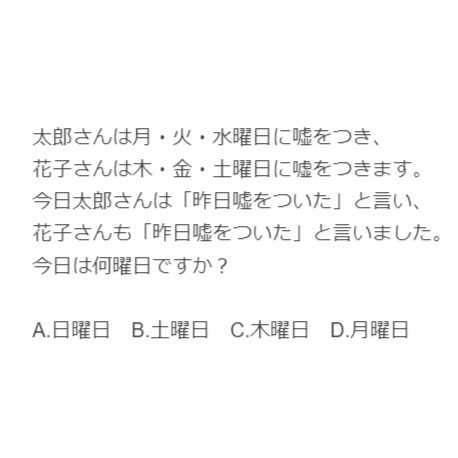 太郎さんは月・火・水曜日に嘘をつき、
花子さんは木・金・土曜日に嘘をつきます。
今日太郎さんは「昨日嘘をついた」と言い、
花子さんも「昨日嘘をついた」と言いました。
今日は何曜日ですか？
A.日曜日　B.土曜日　C.木曜日　D.月曜日